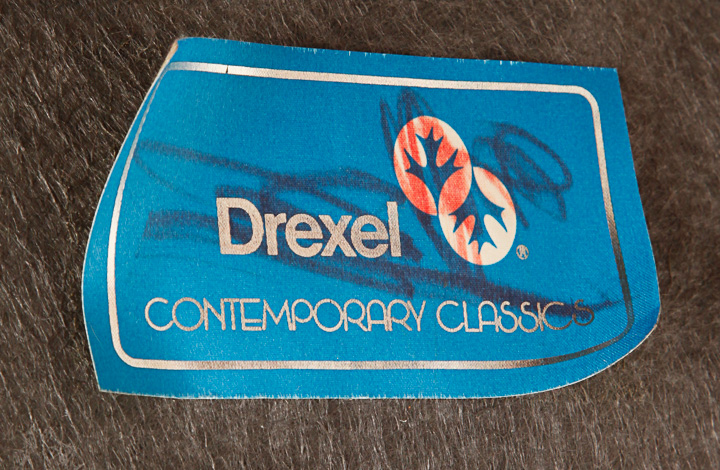 Drexel ®
CONTEMPORARY CLASSICS